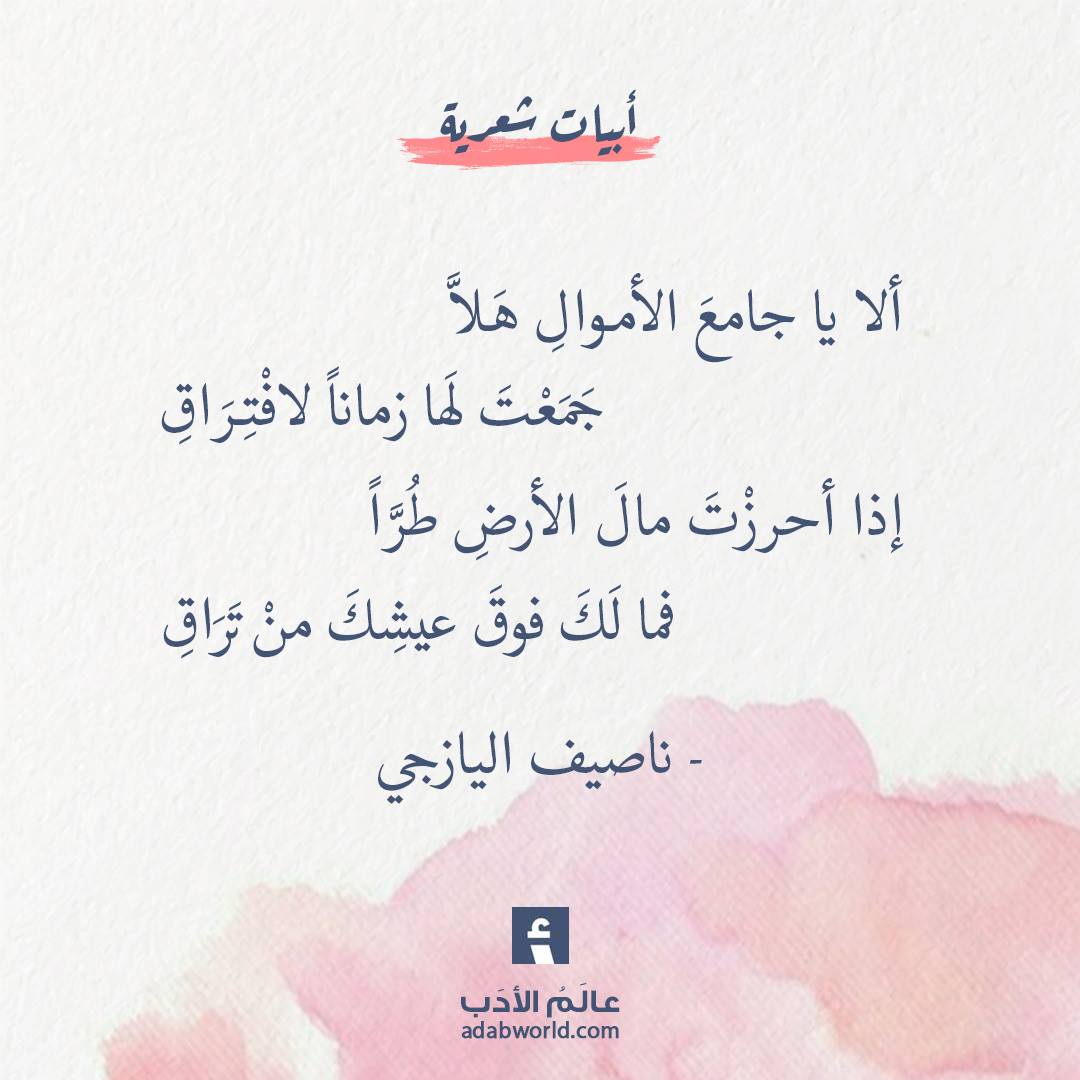 أبيات شعرية
ألا يا جامعَ الأموالِ هَلاَّ
جَمَعْتَ لَها زماناً لافْتِرَاقِ
إذا أحرزْتَ مالَ الأرضِ طُرَّاً
فما لَكَ فوقَ عيشِكَ منْ تَرَاقِ
- ناصيف اليازجي
أ
عالَمُ الأدَب
adabworld.com